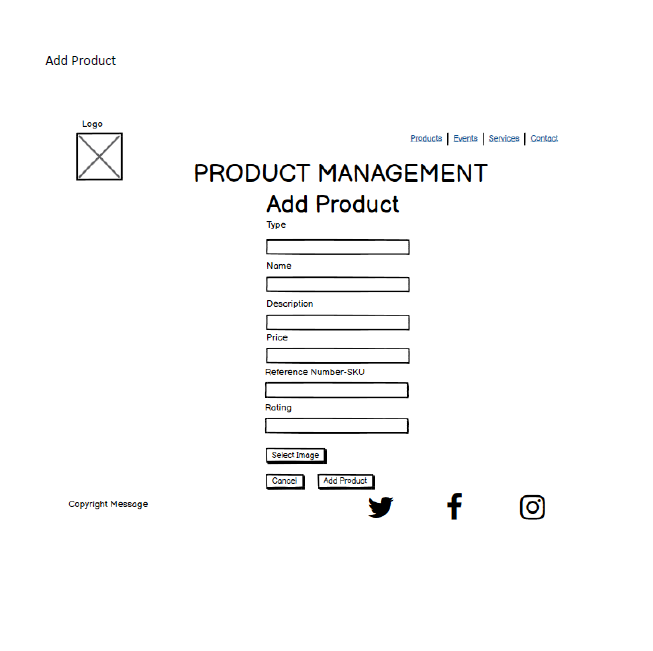 Add Product
Logo
Products | Events | Services | Contact
PRODUCT MANAGEMENT
Add Product
Type
Name
Description
Price
Reference Number-SKU
Rating
Select Image
Cancel
Add Product
Copyright Message